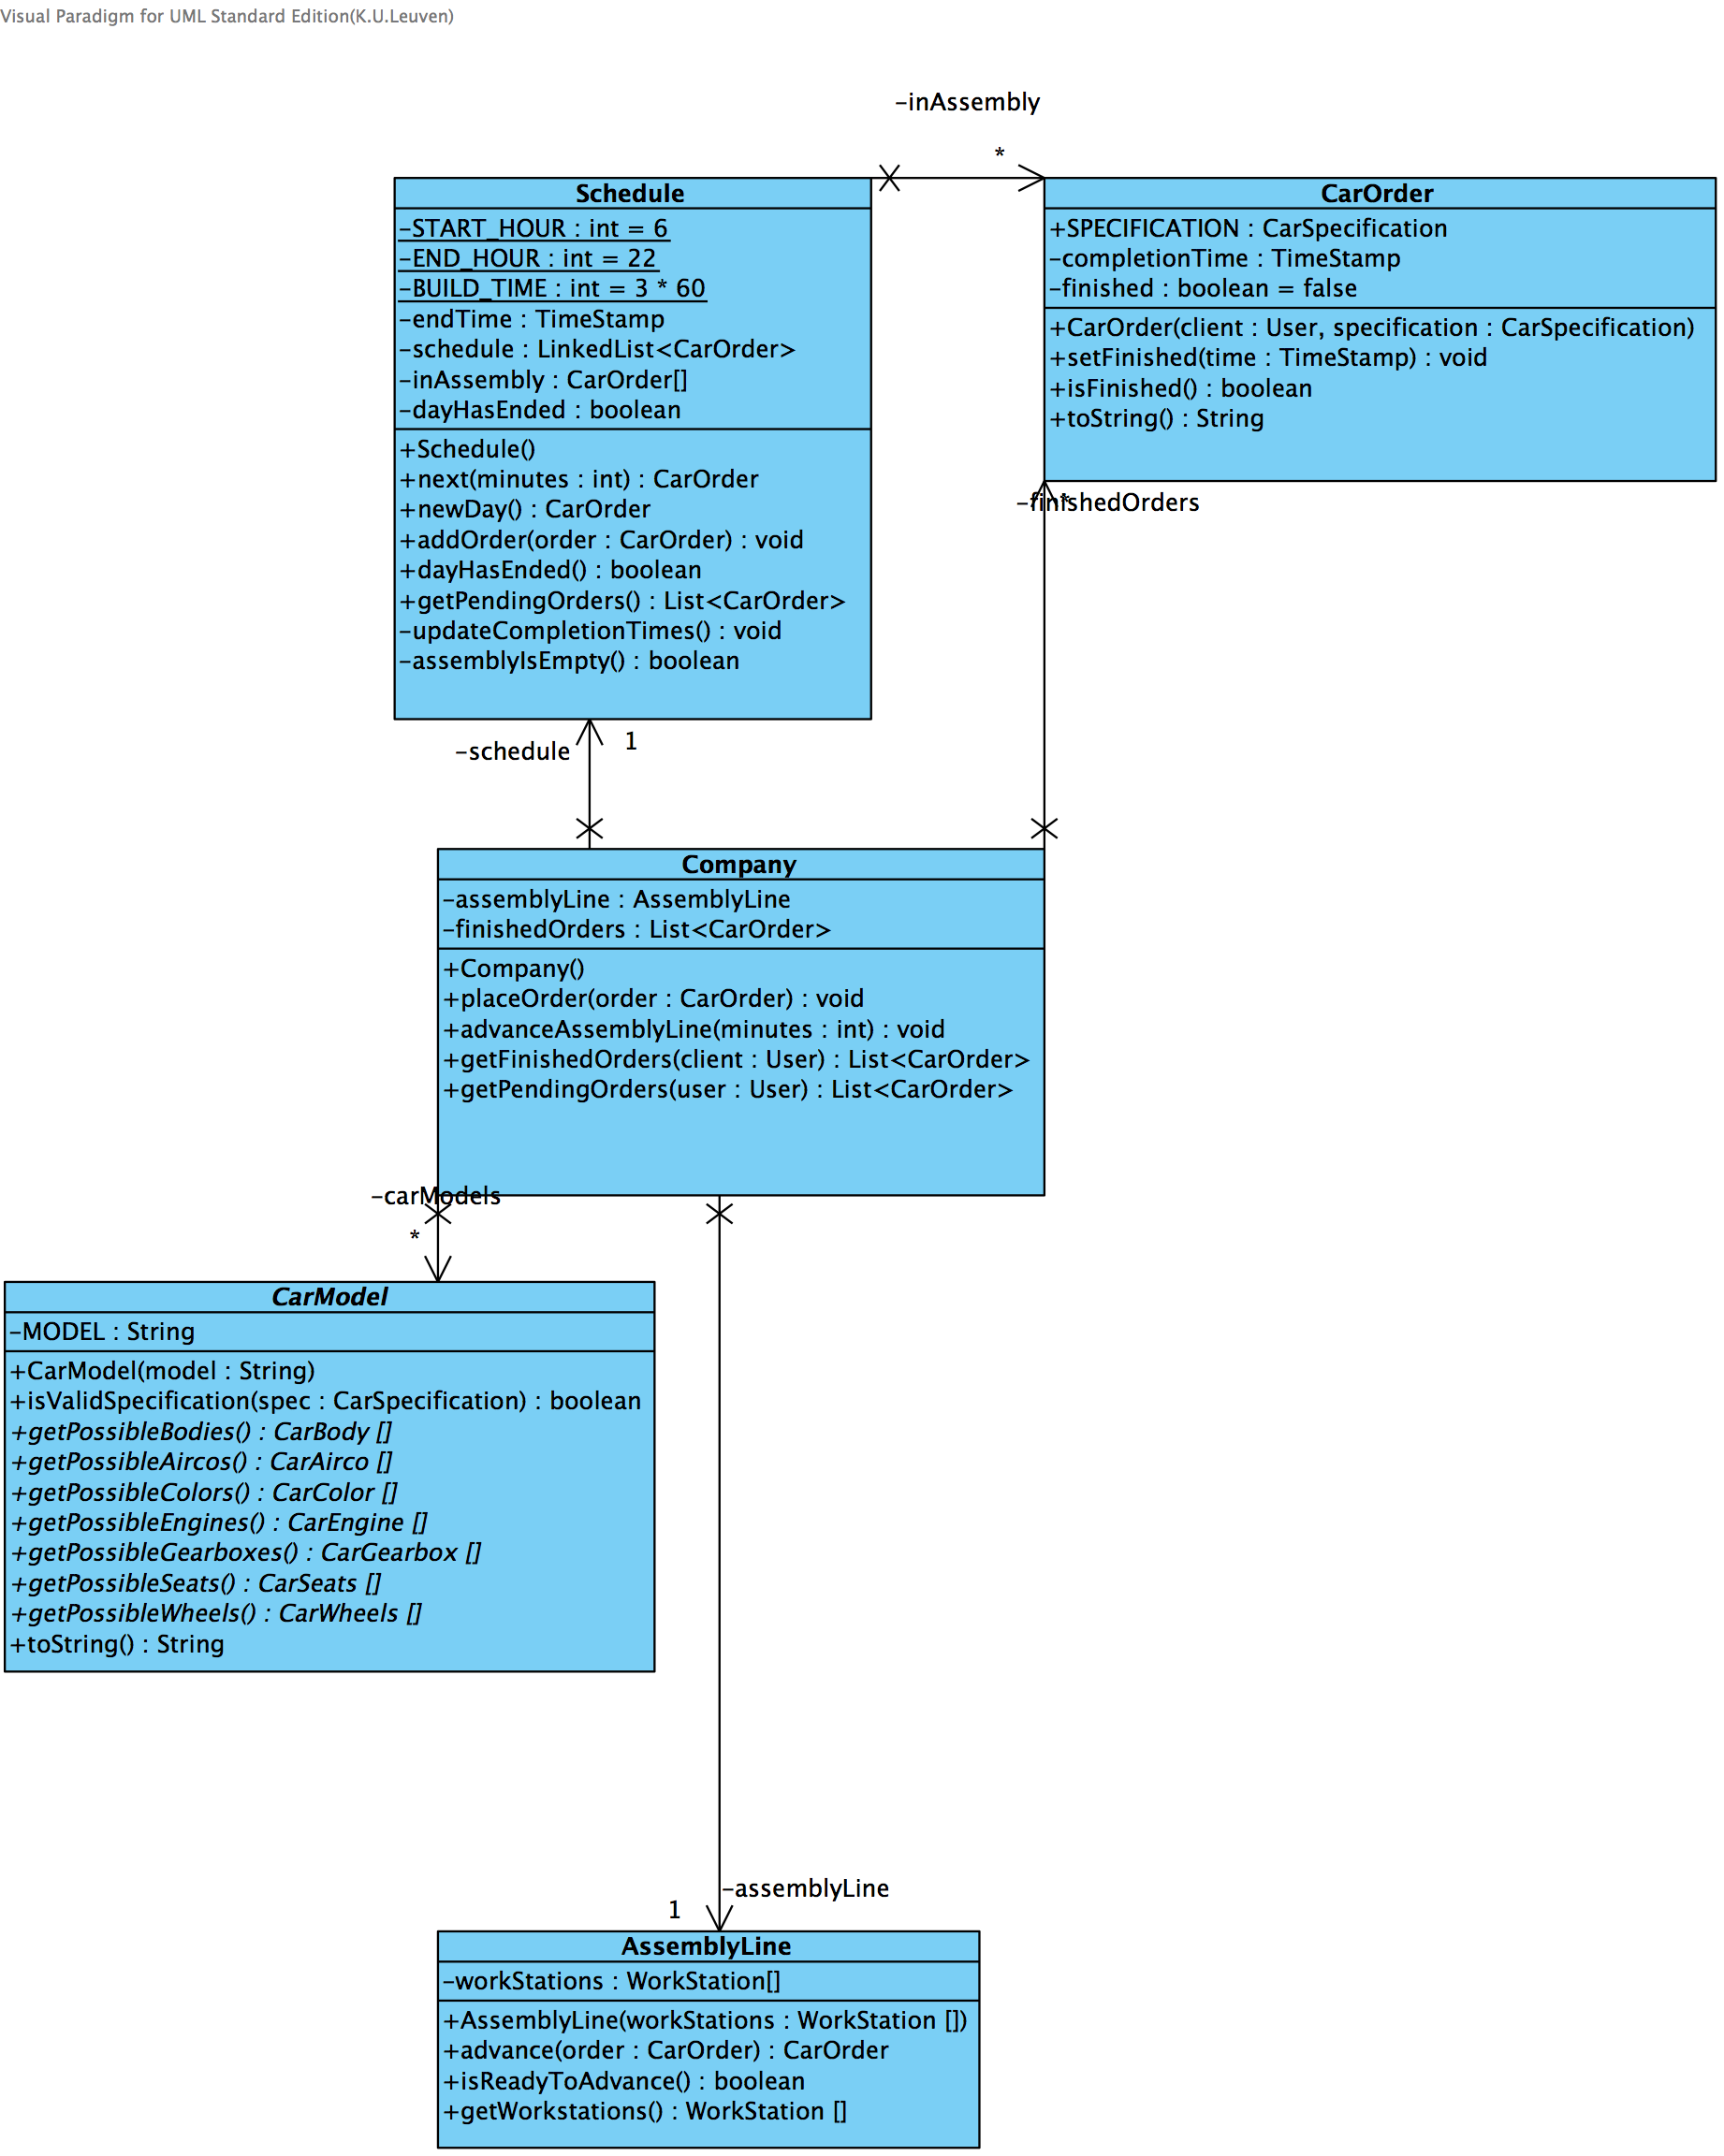 Visual Paradigm for UML Standard Edition(K.U.Leuven)
-inAssembly
*
Schedule
-START_HOUR : int = 6
-END_HOUR : int = 22
-BUILD_TIME : int = 3 * 60
-endTime : TimeStamp
-schedule : LinkedList<CarOrder>
-inAssembly : CarOrder[]
-dayHasEnded : boolean
+Schedule()
+next(minutes : int) : CarOrder
+newDay() : CarOrder
+addOrder(order : CarOrder) : void
+dayHasEnded() : boolean
+getPendingOrders() : List<CarOrder>
-updateCompletionTimes() : void
-assemblyIsEmpty() : boolean
CarOrder
+SPECIFICATION : CarSpecification
-completionTime : TimeStamp
-finished : boolean = false
+CarOrder(client : User, specification : CarSpecification)
+setFinished(time : TimeStamp) : void
+isFinished() : boolean
+toString() : String
-finishedOrders
*
-schedule
1
Company
-assemblyLine : AssemblyLine
-finishedOrders : List<CarOrder>
+Company()
+placeOrder(order : CarOrder) : void
+advanceAssemblyLine(minutes : int) : void
+getFinishedOrders(client : User) : List<CarOrder>
+getPendingOrders(user : User) : List<CarOrder>
-carModels
*
CarModel
-MODEL : String
+CarModel(model : String)
+isValidSpecification(spec : CarSpecification) : boolean
+getPossibleBodies() : CarBody []
+getPossibleAircos() : CarAirco []
+getPossibleColors() : CarColor []
+getPossibleEngines() : CarEngine []
+getPossibleGearboxes() : CarGearbox []
+getPossibleSeats() : CarSeats []
+getPossibleWheels() : CarWheels []
+toString() : String
-assemblyLine
1
AssemblyLine
-workStations : WorkStation[]
+AssemblyLine(workStations : WorkStation [])
+advance(order : CarOrder) : CarOrder
+isReadyToAdvance() : boolean
+getWorkstations() : WorkStation []